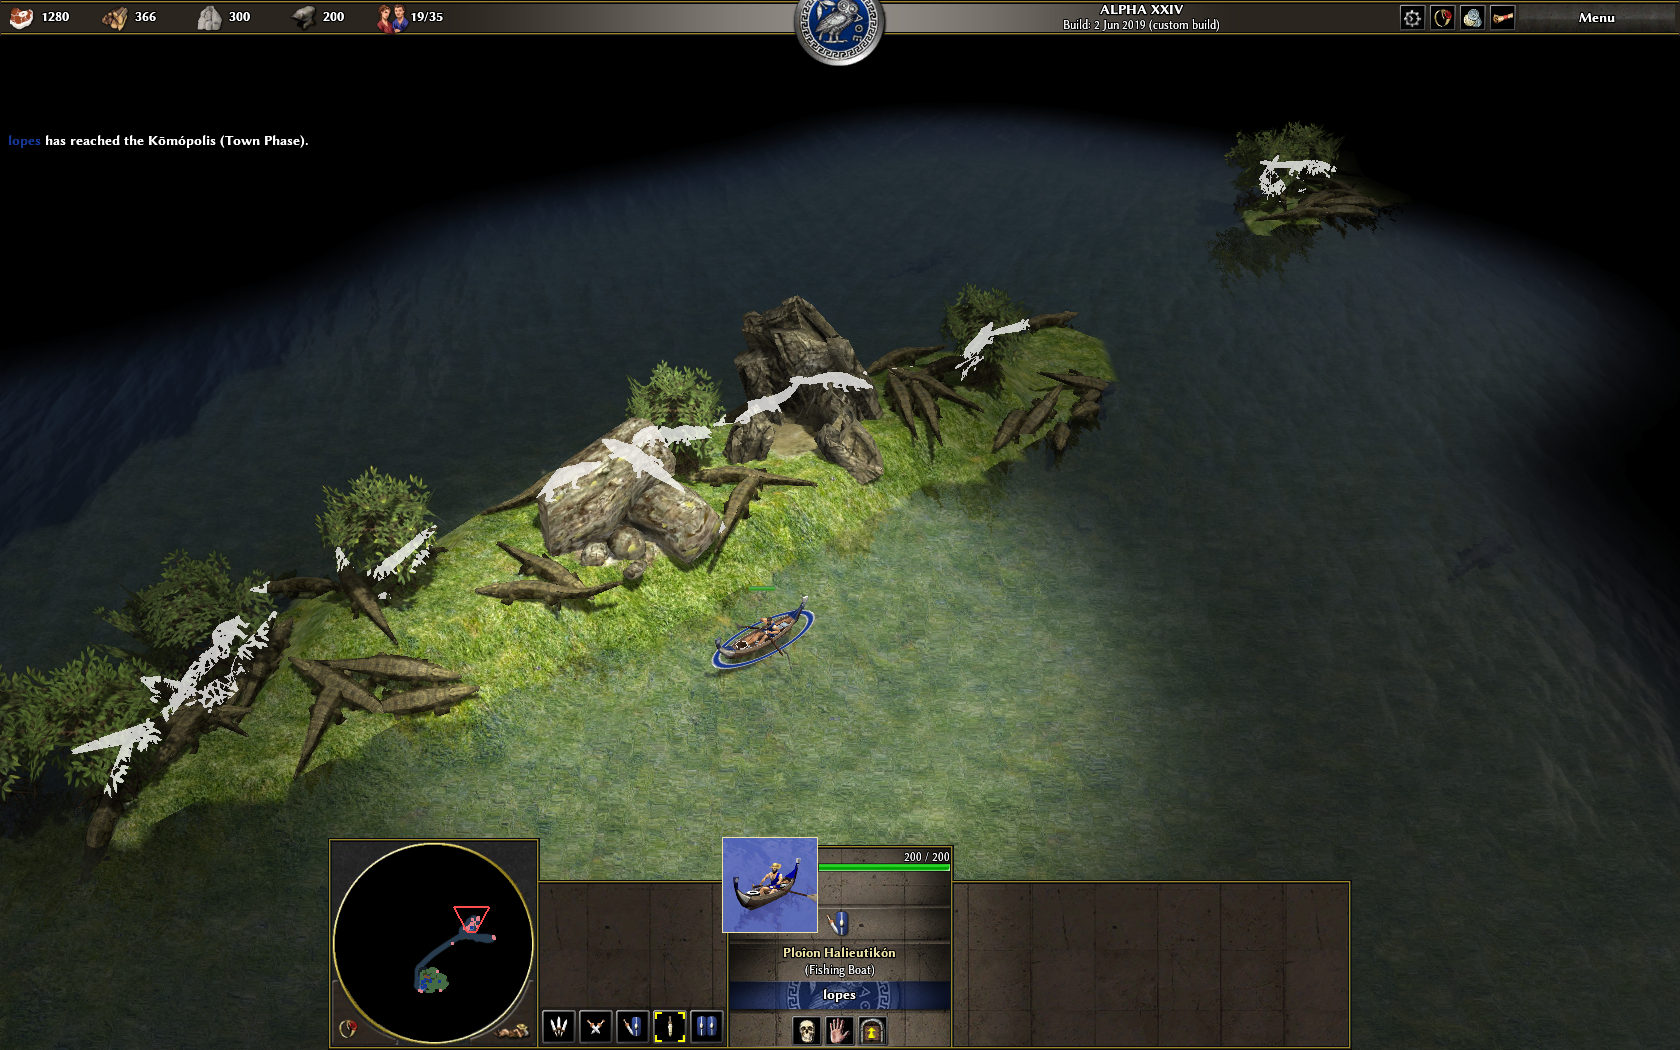 1280
366
300
200
19/35
ALPHA XXIV
Build: 2 Jun 2019 (custom build)
Menu
lopes has reached the Kōmópolis (Town Phase).
200 / 200
Ploîon Halieutikón
(Fishing Boat)
lopes